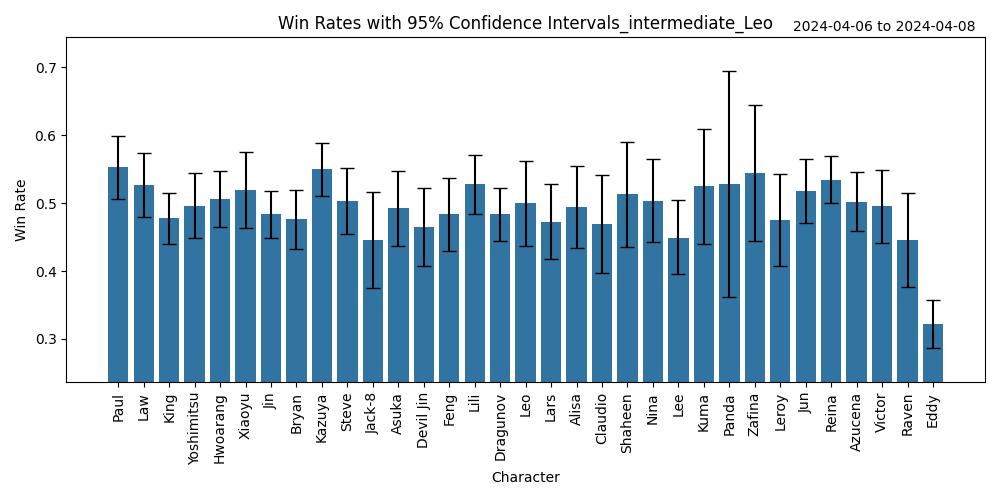 Win Rates with 95% Confidence Intervals_intermediate_Leo
2024-04-06 to 2024-04-08
Win Rate
0.7
0.6
0.5
0.4
0.3
Paul
Law
King
Yoshimitsu
Hwoarang
Xiaoyu
Jin
Bryan
Kazuya
Steve
Jack-8
Asuka
Devil Jin
Feng
Lili
Dragunov
Leo
Lars
Alisa
Claudio
Shaheen
Nina
Lee
Kuma
Panda
Zafina
Leroy
Jun
Reina
Azucena
Victor
Raven
Eddy
Character